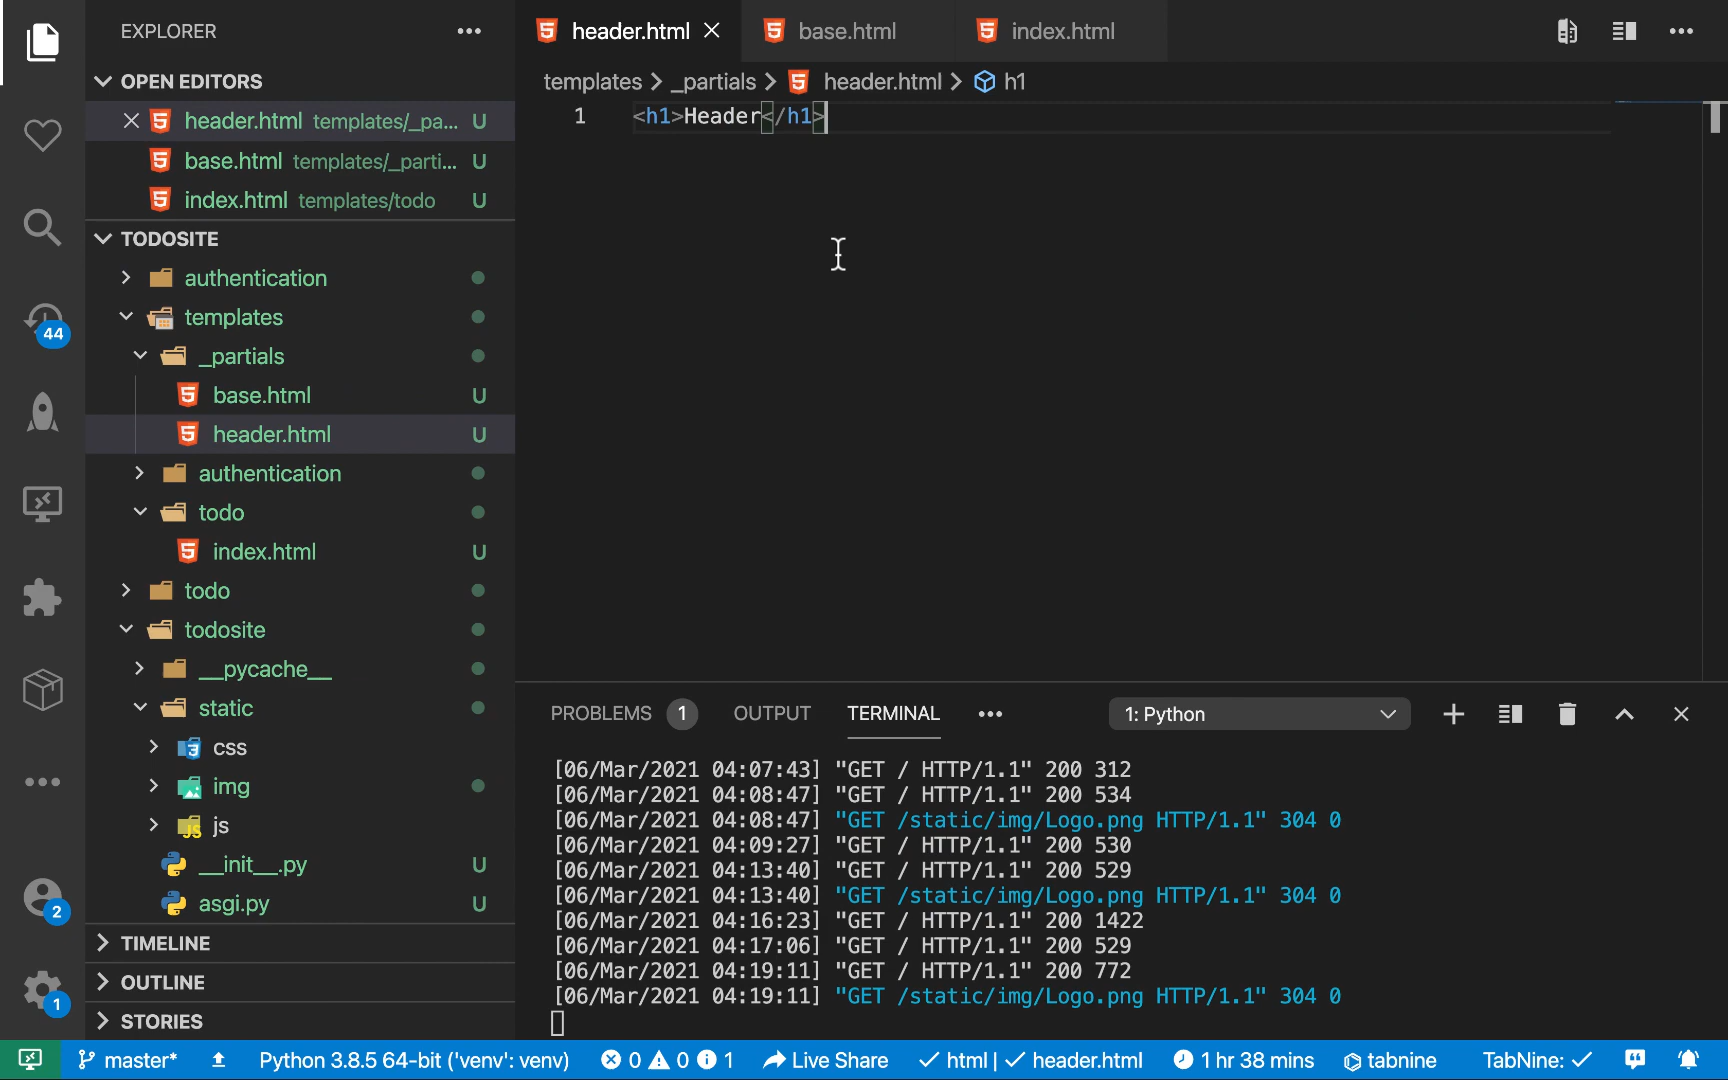 EXPLORER
header.html
base.html
index.html
OPEN EDITORS
templates > _partials > header.html > h1
header.html templates/_pa... U
base.html templates/_parti... U
index.html templates/todo U
1 <h1>Header</h1>
TODOSITE
authentication
templates
_partials
base.html U
header.html U
authentication
todo
index.html U
todo
todosite
__pycache__
static
css
img
js
__init__.py U
asgi.py U
TIMELINE
OUTLINE
STORIES
44
2
1
PROBLEMS 1 OUTPUT TERMINAL 1: Python
[06/Mar/2021 04:07:43] "GET / HTTP/1.1" 200 312
[06/Mar/2021 04:08:47] "GET / HTTP/1.1" 200 534
[06/Mar/2021 04:08:47] "GET /static/img/Logo.png HTTP/1.1" 304 0
[06/Mar/2021 04:09:27] "GET / HTTP/1.1" 200 530
[06/Mar/2021 04:13:40] "GET / HTTP/1.1" 200 529
[06/Mar/2021 04:13:40] "GET /static/img/Logo.png HTTP/1.1" 304 0
[06/Mar/2021 04:16:23] "GET / HTTP/1.1" 200 1422
[06/Mar/2021 04:17:06] "GET / HTTP/1.1" 200 529
[06/Mar/2021 04:19:11] "GET / HTTP/1.1" 200 772
[06/Mar/2021 04:19:11] "GET /static/img/Logo.png HTTP/1.1" 304 0
master* Python 3.8.5 64-bit ('venv': venv) 0 0 1 Live Share ✓ html | ✓ header.html 1 hr 38 mins tabnine TabNine: ✓